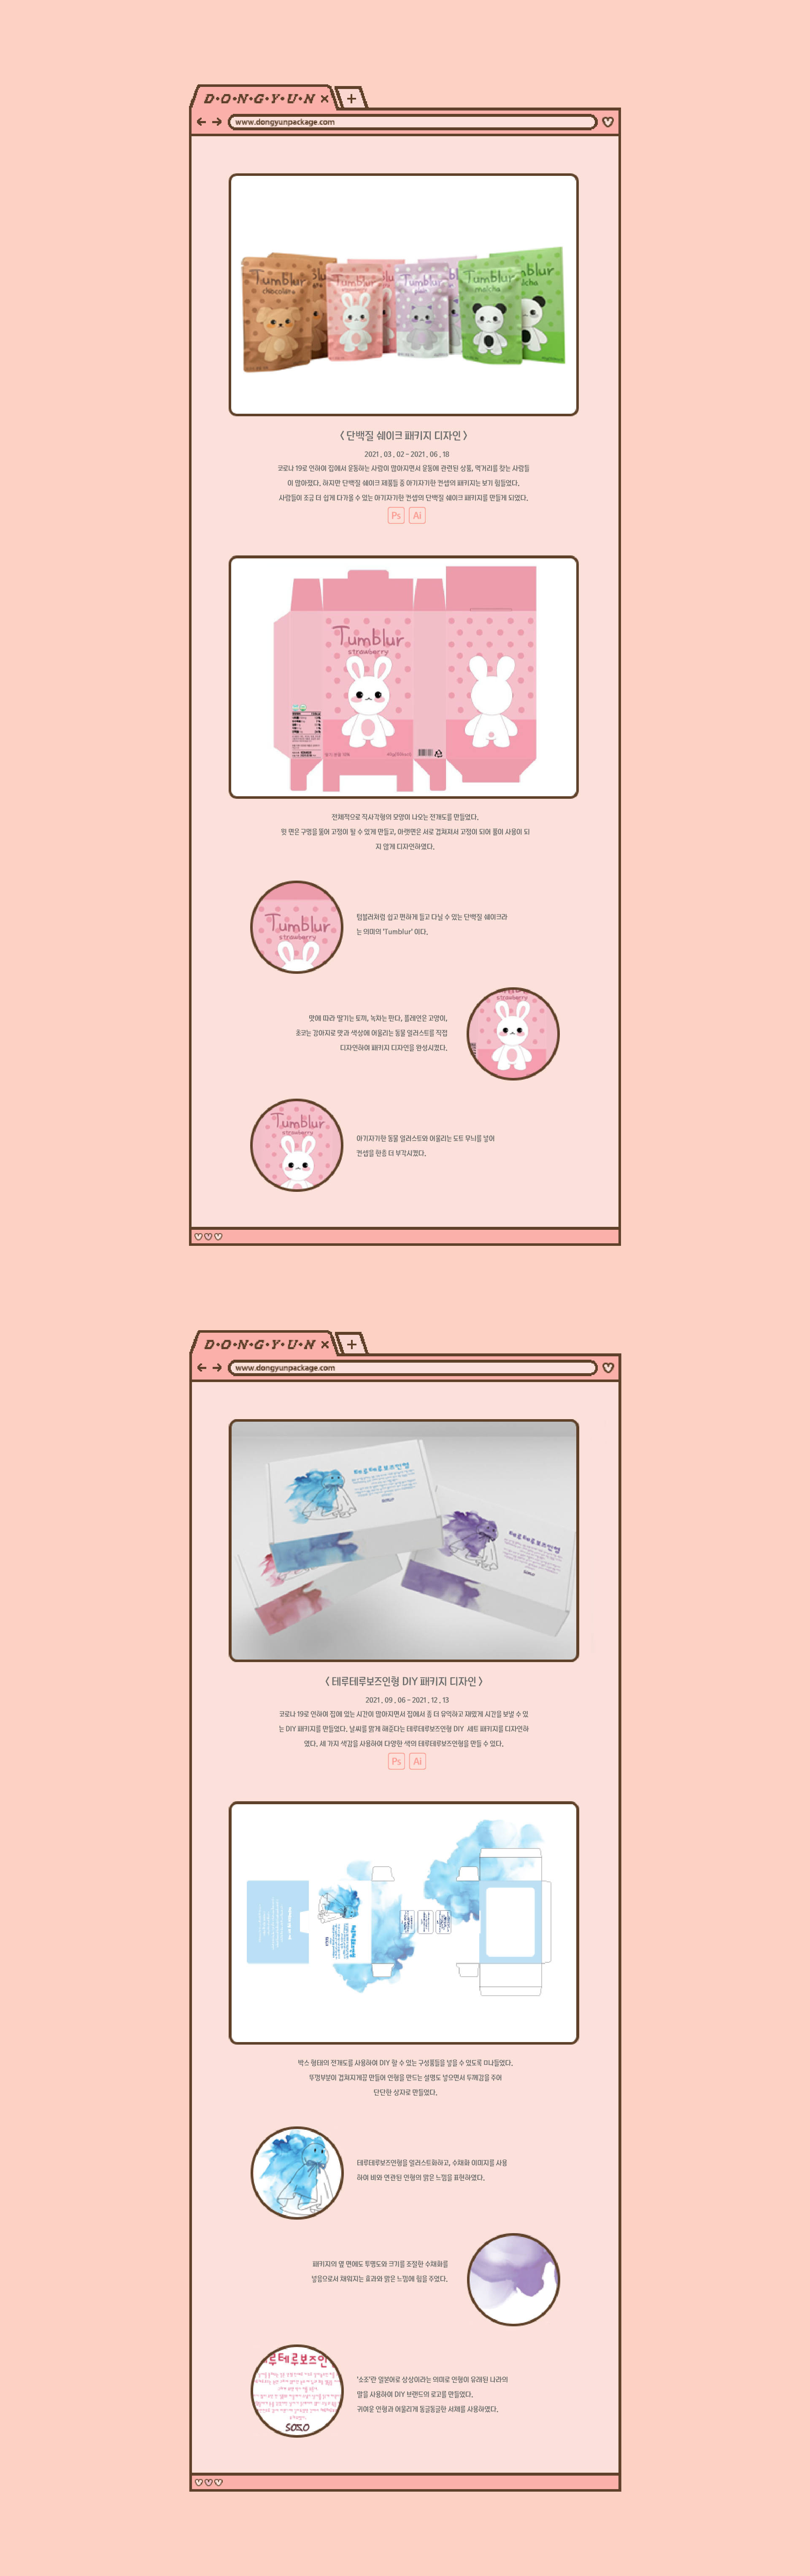 D·O·N·G·Y·U·N × +
www.dongyunpackage.com
Tumblur
chocolate
Tumblur
Tumblur
plain
Tumblur
matcha
< 단백질 쉐이크 패키지 디자인 >
2021 . 03 . 02 - 2021 . 06 . 18
코로나 19로 인하여 집에서 운동하는 사람이 많아지면서 운동에 관련된 상품, 먹거리를 찾는 사람들
이 많아졌다. 하지만 단백질 쉐이크 제품들 중 아기자기한 컨셉의 패키지는 보기 힘들었다.
사람들이 조금 더 쉽게 다가올 수 있는 아기자기한 컨셉의 단백질 쉐이크 패키지를 만들게 되었다.
Ps Ai
Tumblur
strawberry
전체적으로 직사각형의 모양이 나오는 전개도를 만들었다.
윗 면은 구멍을 뚫어 고정이 될 수 있게 만들고, 아랫면은 서로 겹쳐져서 고정이 되어 풀이 사용이 되
지 않게 디자인하였다.
Tumblur
strawberry
텀블러처럼 쉽고 편하게 들고 다닐 수 있는 단백질 쉐이크라
는 의미의 'Tumblur' 이다.
strawberry
맛에 따라 딸기는 토끼, 녹차는 판다, 플레인은 고양이,
초코는 강아지로 맛과 색상에 어울리는 동물 일러스트를 직접
디자인하여 패키지 디자인을 완성시켰다.
Tumblur
strawberry
아기자기한 동물 일러스트와 어울리는 도트 무늬를 넣어
컨셉을 한층 더 부각시켰다.
D·O·N·G·Y·U·N × +
www.dongyunpackage.com
테루테루보즈인형
테루테루보즈인형
< 테루테루보즈인형 DIY 패키지 디자인 >
2021 . 09 . 06 - 2021 . 12 . 13
코로나 19로 인하여 집에 있는 시간이 많아지면서 집에서 좀 더 유익하고 재밌게 시간을 보낼 수 있
는 DIY 패키지를 만들었다. 날씨를 맑게 해준다는 테루테루보즈인형 DIY 세트 패키지를 디자인하
였다. 세 가지 색감을 사용하여 다양한 색의 테루테루보즈인형을 만들 수 있다.
Ps Ai
박스 형태의 전개도를 사용하여 DIY 할 수 있는 구성품들을 넣을 수 있도록 만들었다.
뚜껑부분이 겹쳐지게끔 만들어 인형을 만드는 설명도 넣으면서 두께감을 주어
단단한 상자로 만들었다.
테루테루보즈인형을 일러스트화하고, 수채화 이미지를 사용
하여 비와 연관된 인형의 맑은 느낌을 표현하였다.
패키지의 옆 면에도 투명도와 크기를 조절한 수채화를
넣음으로서 채워지는 효과와 맑은 느낌에 힘을 주었다.
루테루보즈인
SOZO
'소조'란 일본어로 상상이라는 의미로 인형이 유래된 나라의
말을 사용하여 DIY 브랜드의 로고를 만들었다.
귀여운 인형과 어울리게 동글동글한 서체를 사용하였다.